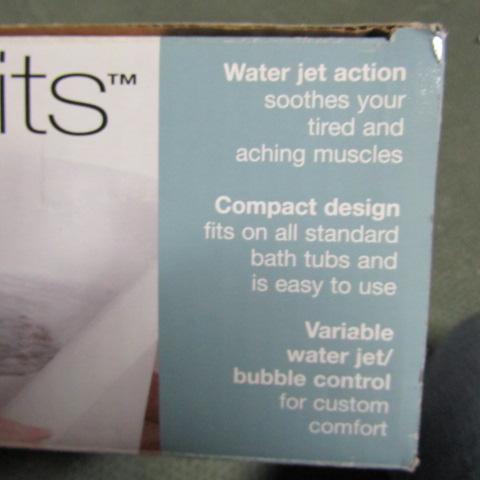 its™
Water jet action
soothes your
tired and
aching muscles
Compact design
fits on all standard
bath tubs and
is easy to use
Variable
water jet/
bubble control
for custom
comfort